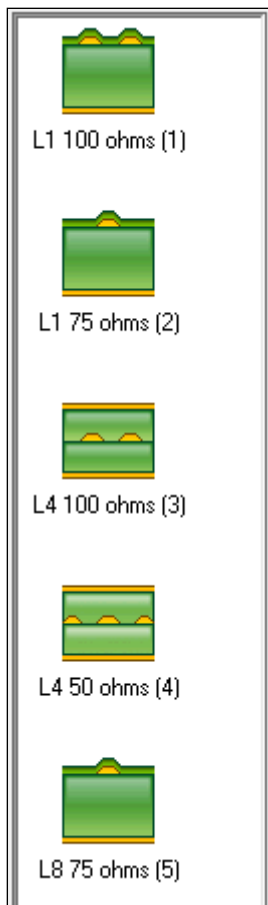 L1 100 ohms (1)
L1 75 ohms (2)
L4 100 ohms (3)
L4 50 ohms (4)
L8 75 ohms (5)